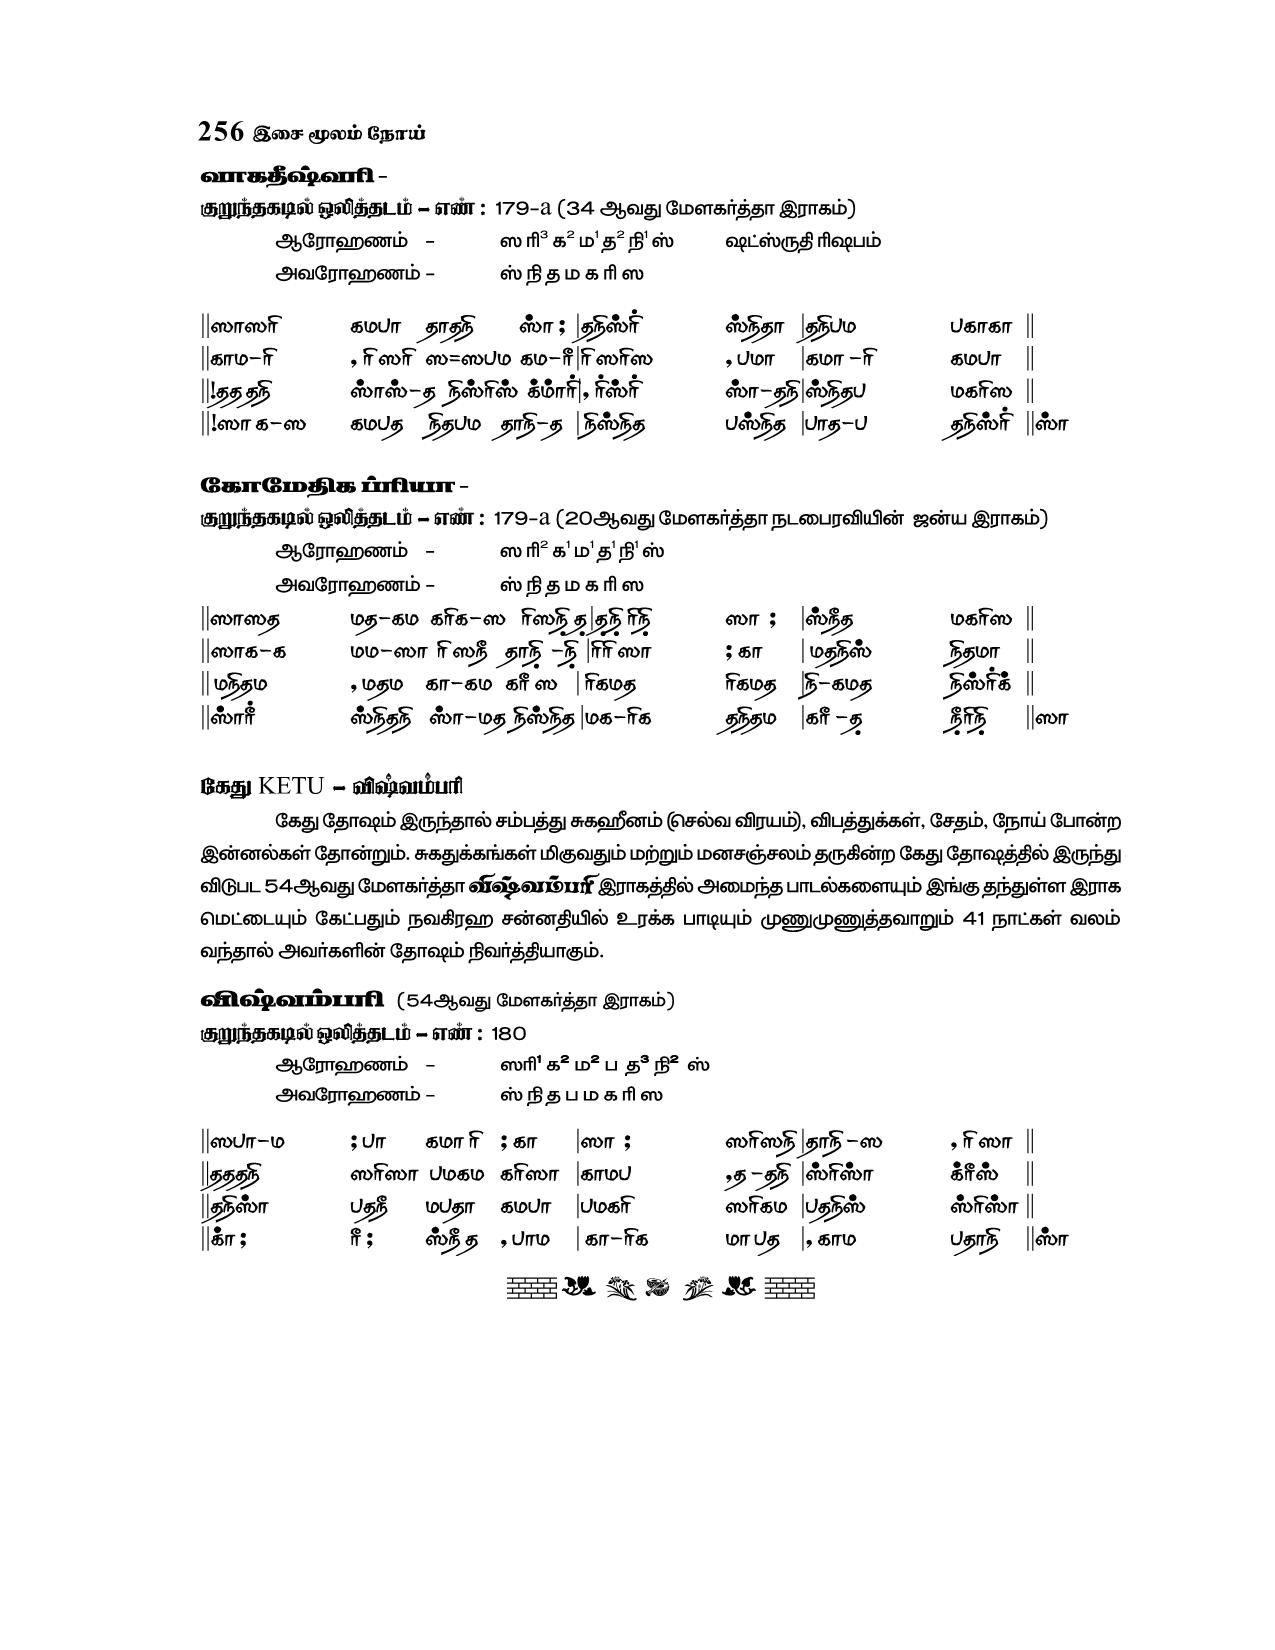 256 இசை மூலம் நோய்
வாகதீஷ்வரி -
குறுந்தகடில் ஒலித்தடம் – எண் : 179-a (34 ஆவது மேளகர்த்தா இராகம்)
ஆரோஹணம் - ஸ ரி³ க² ம¹ த² நி¹ ஸ் ஷட்ஸ்ருதி ரிஷபம்
அவரோஹணம் - ஸ் நி த ம க ரி ஸ
||ஸாஸரி கமபா தாதநி ஸ்ா ; |தநிஸ்ரி் ஸ்நிதா |தநிபம பகாகா ||
||காம-ரி , ரி ஸரி ஸ=ஸபம கம-ரீ|ரி ஸரிஸ , பமா |கமா -ரி கமபா ||
||!தத தநி ஸ்ாஸ்-த நிஸ்ரிஸ் க்மாரி்|, ரி்ஸ்ரி் ஸ்ா-தநி|ஸ்நிதப மகரிஸ ||
||!ஸா க-ஸ கமபத நிதபம தாநி-த |நிஸ்நித பஸ்நித |பாத-ப தநிஸ்ரி் ||ஸ்ா
கோமேதிக ப்ரியா -
குறுந்தகடில் ஒலித்தடம் – எண் : 179-a (20ஆவது மேளகர்த்தா நடபைரவியின் ஜன்ய இராகம்)
ஆரோஹணம் - ஸ ரி² க¹ ம¹ த¹ நி¹ ஸ்
அவரோஹணம் - ஸ் நி த ம க ரி ஸ
||ஸாஸத மத-கம கரிக-ஸ ரிஸநி் த்|தநி் ரிநி் ஸா ; |ஸ்நீத மகரிஸ ||
||ஸாக-க மம-ஸா ரி ஸநீ தாநி் -நி் |ரிரி ஸா ; கா | மதநிஸ் நிதமா ||
|| மநிதம , மதம கா-கம கரீ ஸ | ரிகமத ரிகமத |நி-கமத நிஸ்ரி்க் ||
||ஸ்ாரீ் ஸ்நிதநி ஸ்ா-மத நிஸ்நித |மக-ரிக தநிதம |கரீ -த் நீ்ரிநி் ||ஸா
கேது KETU – விஷ்வம்பரி
கேது தோஷம் இருந்தால் சம்பத்து சுகஹீனம் (செல்வ விரயம்), விபத்துக்கள், சேதம், நோய் போன்ற
இன்னல்கள் தோன்றும். சுகதுக்கங்கள் மிகுவதும் மற்றும் மனசஞ்சலம் தருகின்ற கேது தோஷத்தில் இருந்து
விடுபட 54ஆவது மேளகர்த்தா விஷ்வம்பரி இராகத்தில் அமைந்த பாடல்களையும் இங்கு தந்துள்ள இராக
மெட்டையும் கேட்பதும் நவகிரஹ சன்னதியில் உரக்க பாடியும் முணுமுணுத்தவாறும் 41 நாட்கள் வலம்
வந்தால் அவர்களின் தோஷம் நிவர்த்தியாகும்.
விஷ்வம்பரி (54ஆவது மேளகர்த்தா இராகம்)
குறுந்தகடில் ஒலித்தடம் – எண் : 180
ஆரோஹணம் - ஸரி¹ க² ம² ப த³ நி² ஸ்
அவரோஹணம் - ஸ் நி த ப ம க ரி ஸ
||ஸபா-ம ; பா கமா ரி ; கா |ஸா ; ஸரிஸநி |தாநி -ஸ , ரி ஸா ||
||தததநி ஸரிஸா பமகம கரிஸா |காமப ,த -தநி |ஸ்ரிஸ்ா க்ரீஸ் ||
||தநிஸ்ா பதநீ மபதா கமபா |பமகரி ஸரிகம |பதநிஸ் ஸ்ரிஸ்ா ||
||க்ா ; ரீ ; ஸ்நீ த , பாம | கா-ரிக மா பத |, காம பதாநி ||ஸ்ா